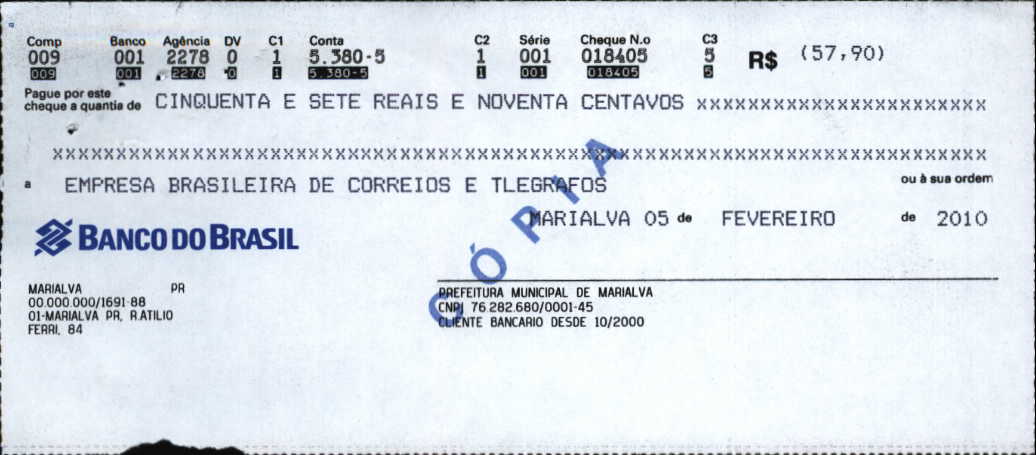 Comp Banco Agência DV C1 Conta C2 Série Cheque N.o C3
009 001 2278 0 1 5.380-5 1 001 018405 5 R$ (57,90)
009 001 2278 0 1 5.380-5 1 001 018405 5
Pague por este
cheque a quantia de CINQUENTA E SETE REAIS E NOVENTA CENTAVOS xxxxxxxxxxxxxxxxxxxxxxx
xxxxxxxxxxxxxxxxxxxxxxxxxxxxxxxxxxxxxxxxxxxxxxxxxxxxxxxxxxxxxxxxxxxxxxxxx
a EMPRESA BRASILEIRA DE CORREIOS E TLEGRAFOS ou à sua ordem
MARIALVA 05 de FEVEREIRO de 2010
CÓPIA
BANCO DO BRASIL
MARIALVA PR
00.000.000/1691-88
01-MARIALVA PR, R.ATILIO
FERRI, 84
PREFEITURA MUNICIPAL DE MARIALVA
CNPJ 76.282.680/0001-45
CLIENTE BANCARIO DESDE 10/2000